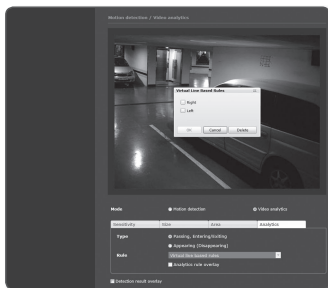 Motion detection / Video analytics
Virtual Line Based Rules
Right
Left
OK Cancel Delete
Mode Motion detection Video analytics
Sensitivity Size Area Analytics
Type Passing, Entering/Exiting
Appearing (Disappearing)
Rule Virtual line based rules
Analytics rule overlay
Detection result overlay